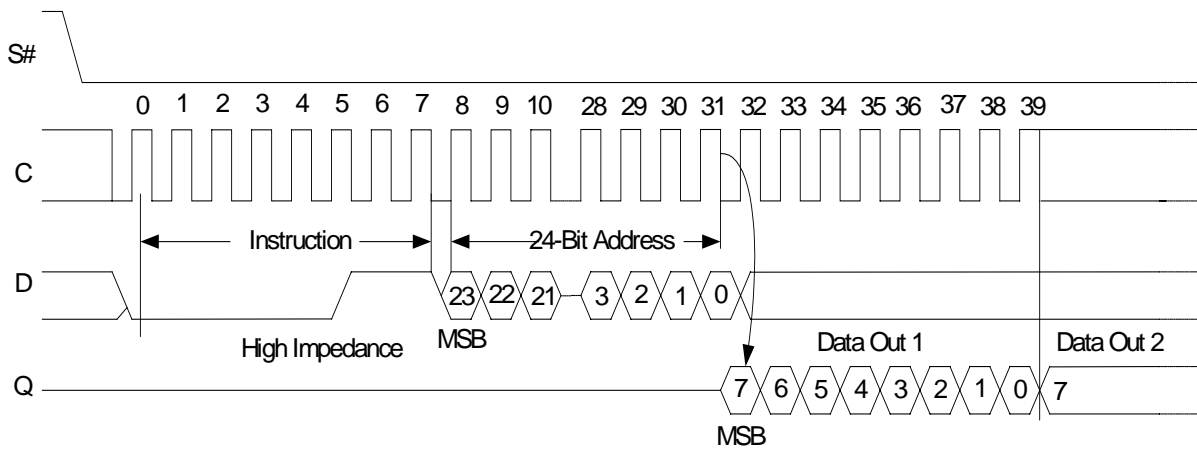 S#
0 1 2 3 4 5 6 7 8 9 10 28 29 30 31 32 33 34 35 36 37 38 39
C
Instruction 24-Bit Address
D
23 22 21 3 2 1 0
High Impedance MSB Data Out 1 Data Out 2
Q
7 6 5 4 3 2 1 0 7
MSB